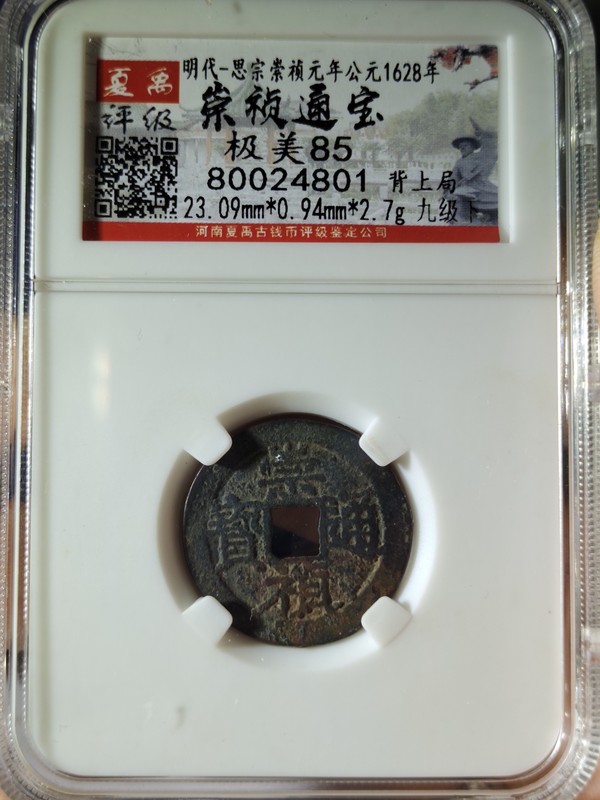 明代-思宗崇祯元年公元1628年
夏禹
评级
崇祯通宝
极美85
80024801 背上局
23.09mm*0.94mm*2.7g 九级
河南夏禹古钱币评级鉴定公司
崇
寶 通
禎